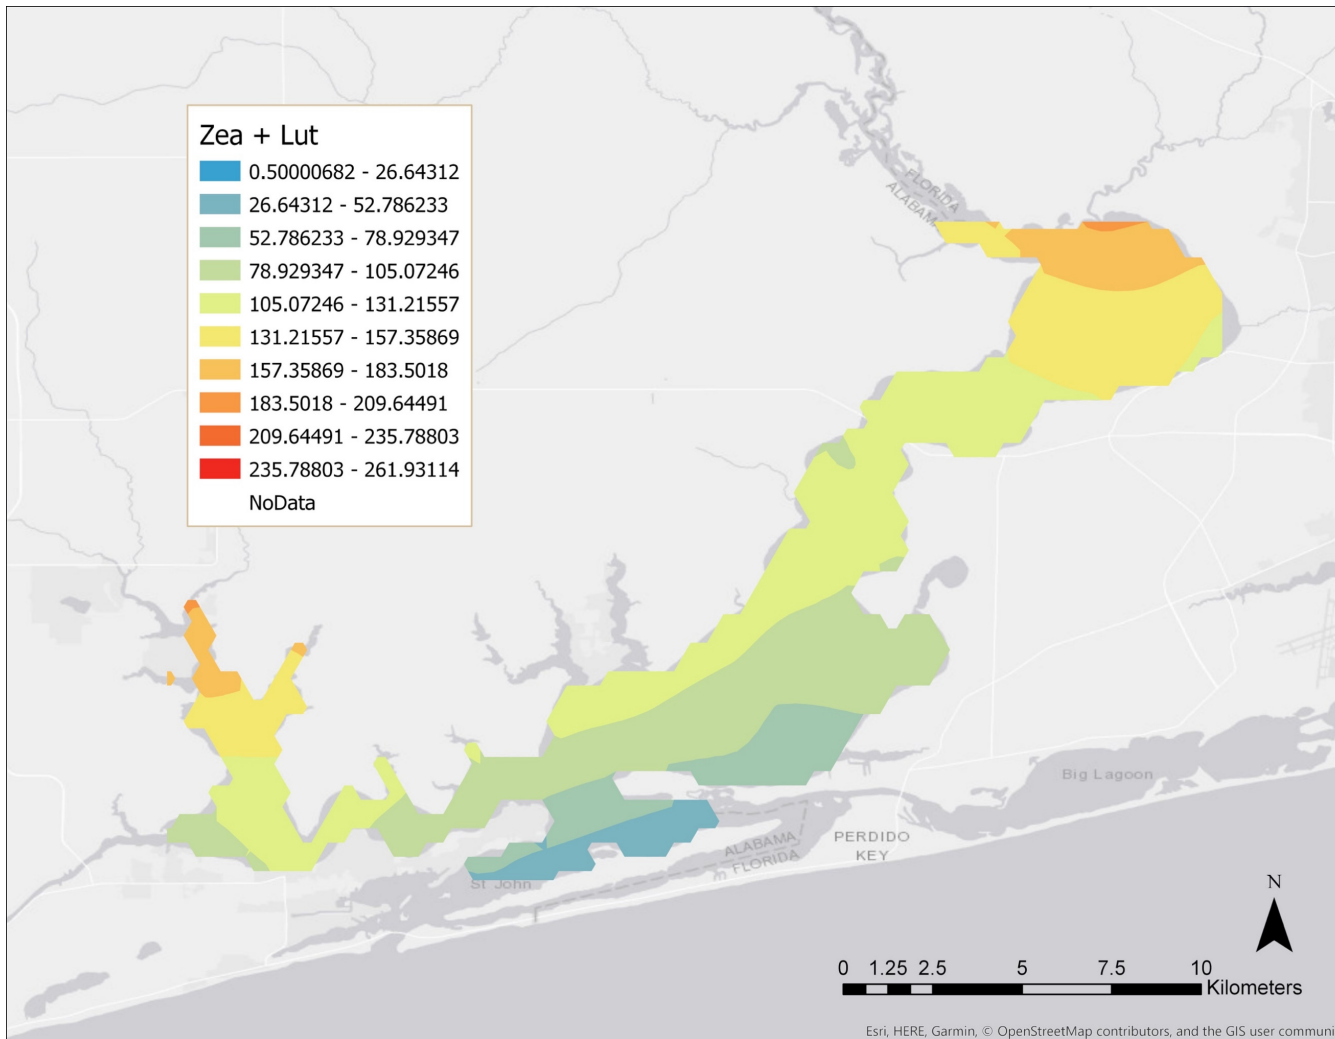 Zea + Lut
0.50000682 - 26.64312
26.64312 - 52.786233
52.786233 - 78.929347
78.929347 - 105.07246
105.07246 - 131.21557
131.21557 - 157.35869
157.35869 - 183.5018
183.5018 - 209.64491
209.64491 - 235.78803
235.78803 - 261.93114
NoData
FLORIDA
ALABAMA
Big Lagoon
PERDIDO
KEY
ALABAMA
FLORIDA
St John
N
0 1.25 2.5 5 7.5 10
Kilometers
Esri, HERE, Garmin, © OpenStreetMap contributors, and the GIS user communi